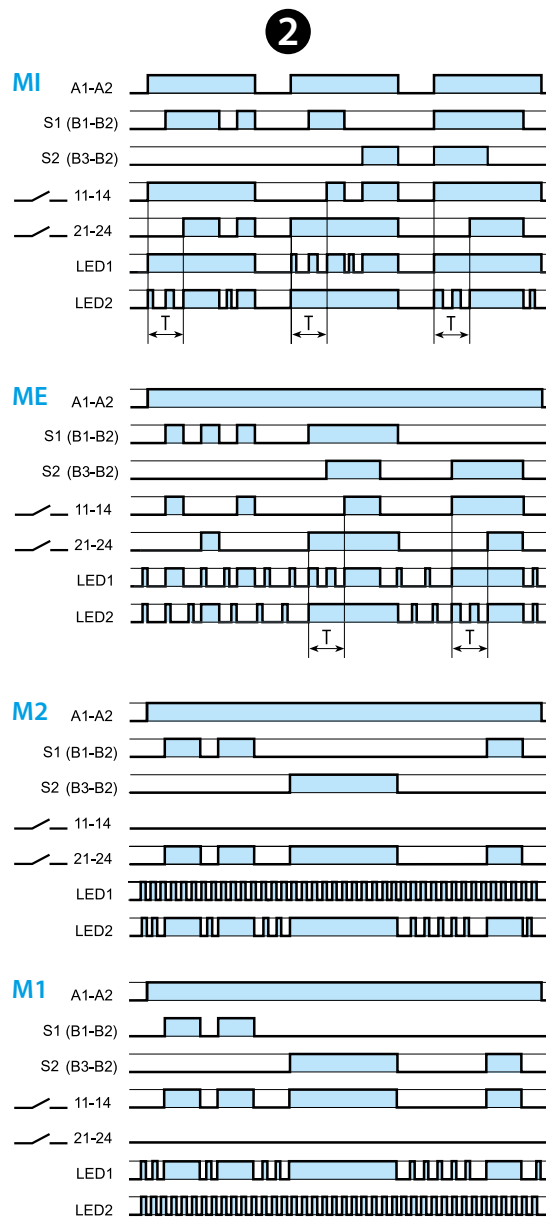 2
MI A1-A2
S1 (B1-B2)
S2 (B3-B2)
11-14
21-24
LED1
LED2
T T T
ME A1-A2
S1 (B1-B2)
S2 (B3-B2)
11-14
21-24
LED1
LED2
T T
M2 A1-A2
S1 (B1-B2)
S2 (B3-B2)
11-14
21-24
LED1
LED2
M1 A1-A2
S1 (B1-B2)
S2 (B3-B2)
11-14
21-24
LED1
LED2